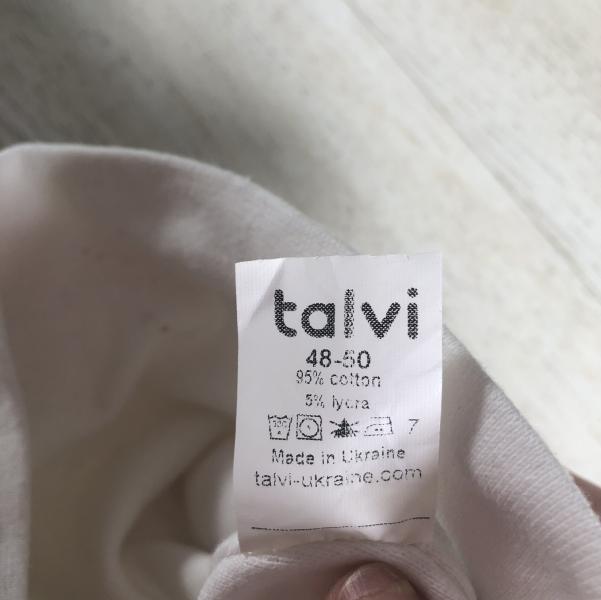 talvi
48-50
95% cotton
5% lycra
7
Made in Ukraine
talvi-ukraine.com